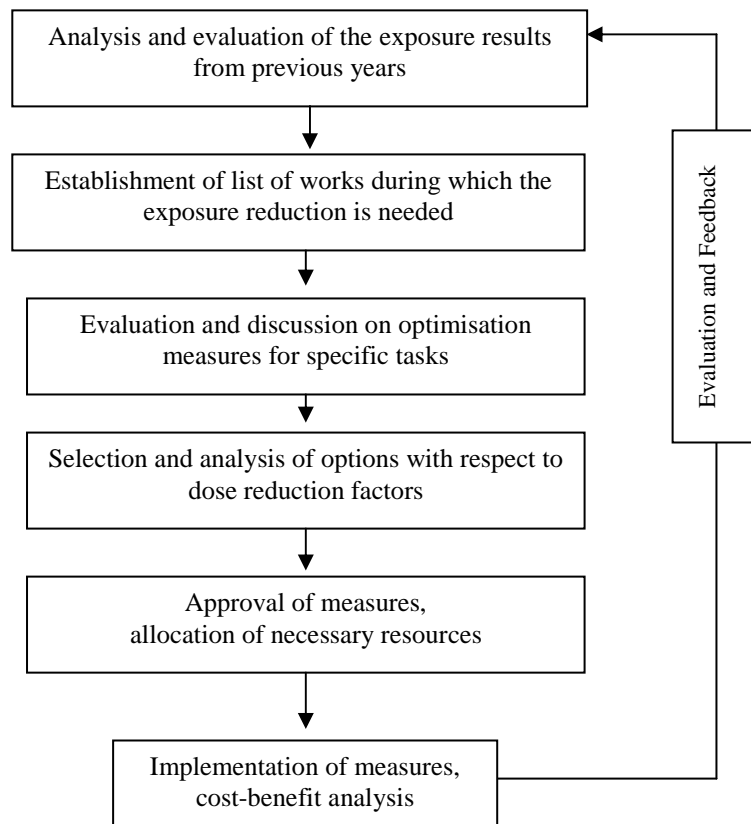 Analysis and evaluation of the exposure results
from previous years
Establishment of list of works during which the
exposure reduction is needed
Evaluation and discussion on optimisation
measures for specific tasks
Selection and analysis of options with respect to
dose reduction factors
Approval of measures,
allocation of necessary resources
Implementation of measures,
cost-benefit analysis
Evaluation and Feedback